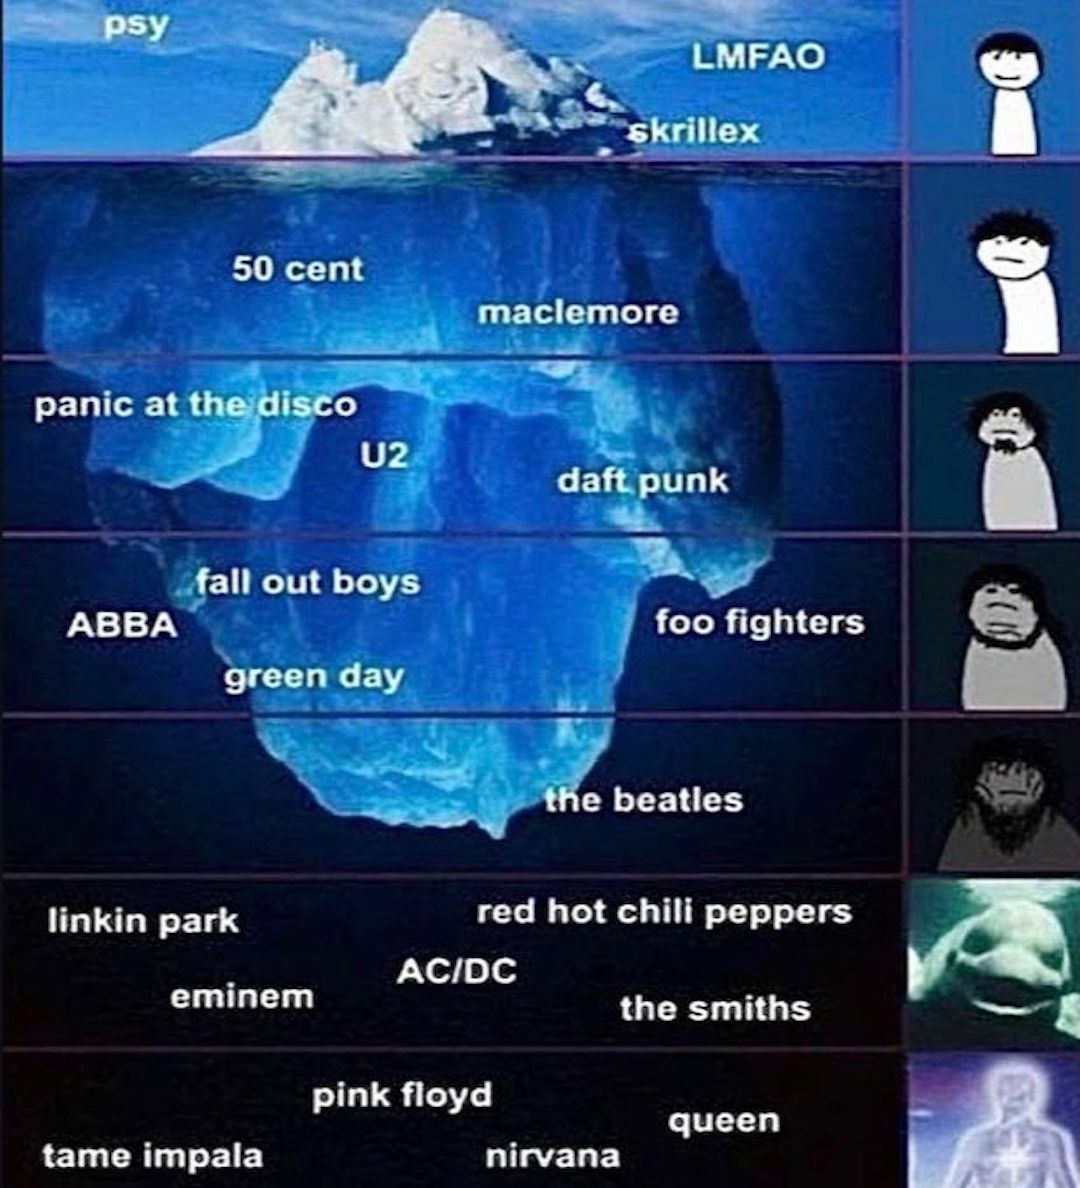 psy
LMFAO
skrillex
50 cent
maclemore
panic at the disco
U2
daft punk
fall out boys
ABBA
foo fighters
green day
the beatles
linkin park
red hot chili peppers
AC/DC
eminem
the smiths
pink floyd
queen
tame impala
nirvana